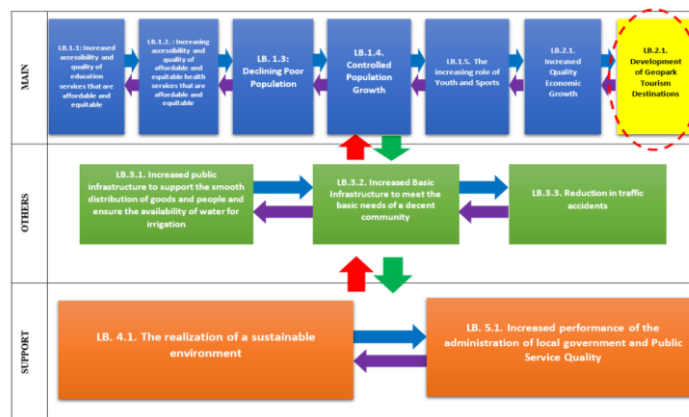 MAIN
LB.1.1: Increased
accessibility and
quality of
education
services that are
affordable and
equitable
LB.1.2. : Increasing
accessibility and
quality of
affordable and
equitable health
services that are
affordable and
equitable
LB. 1.3:
Declining Poor
Population
LB.1.4.
Controlled
Population
Growth
LB.1.5. The
increasing role of
Youth and Sports
LB.2.1.
Increased
Quality
Economic
Growth
LB.2.1.
Development
of Geopark
Tourism
Destinations
OTHERS
LB.3.1. Increased public
infrastructure to support the smooth
distribution of goods and people and
ensure the availability of water for
irrigation
LB.3.2. Increased Basic
Infrastructure to meet the
basic needs of a decent
community
LB.3.3. Reduction in traffic
accidents
SUPPORT
LB. 4.1. The realization of a sustainable
environment
LB. 5.1. Increased performance of the
administration of local government and Public
Service Quality